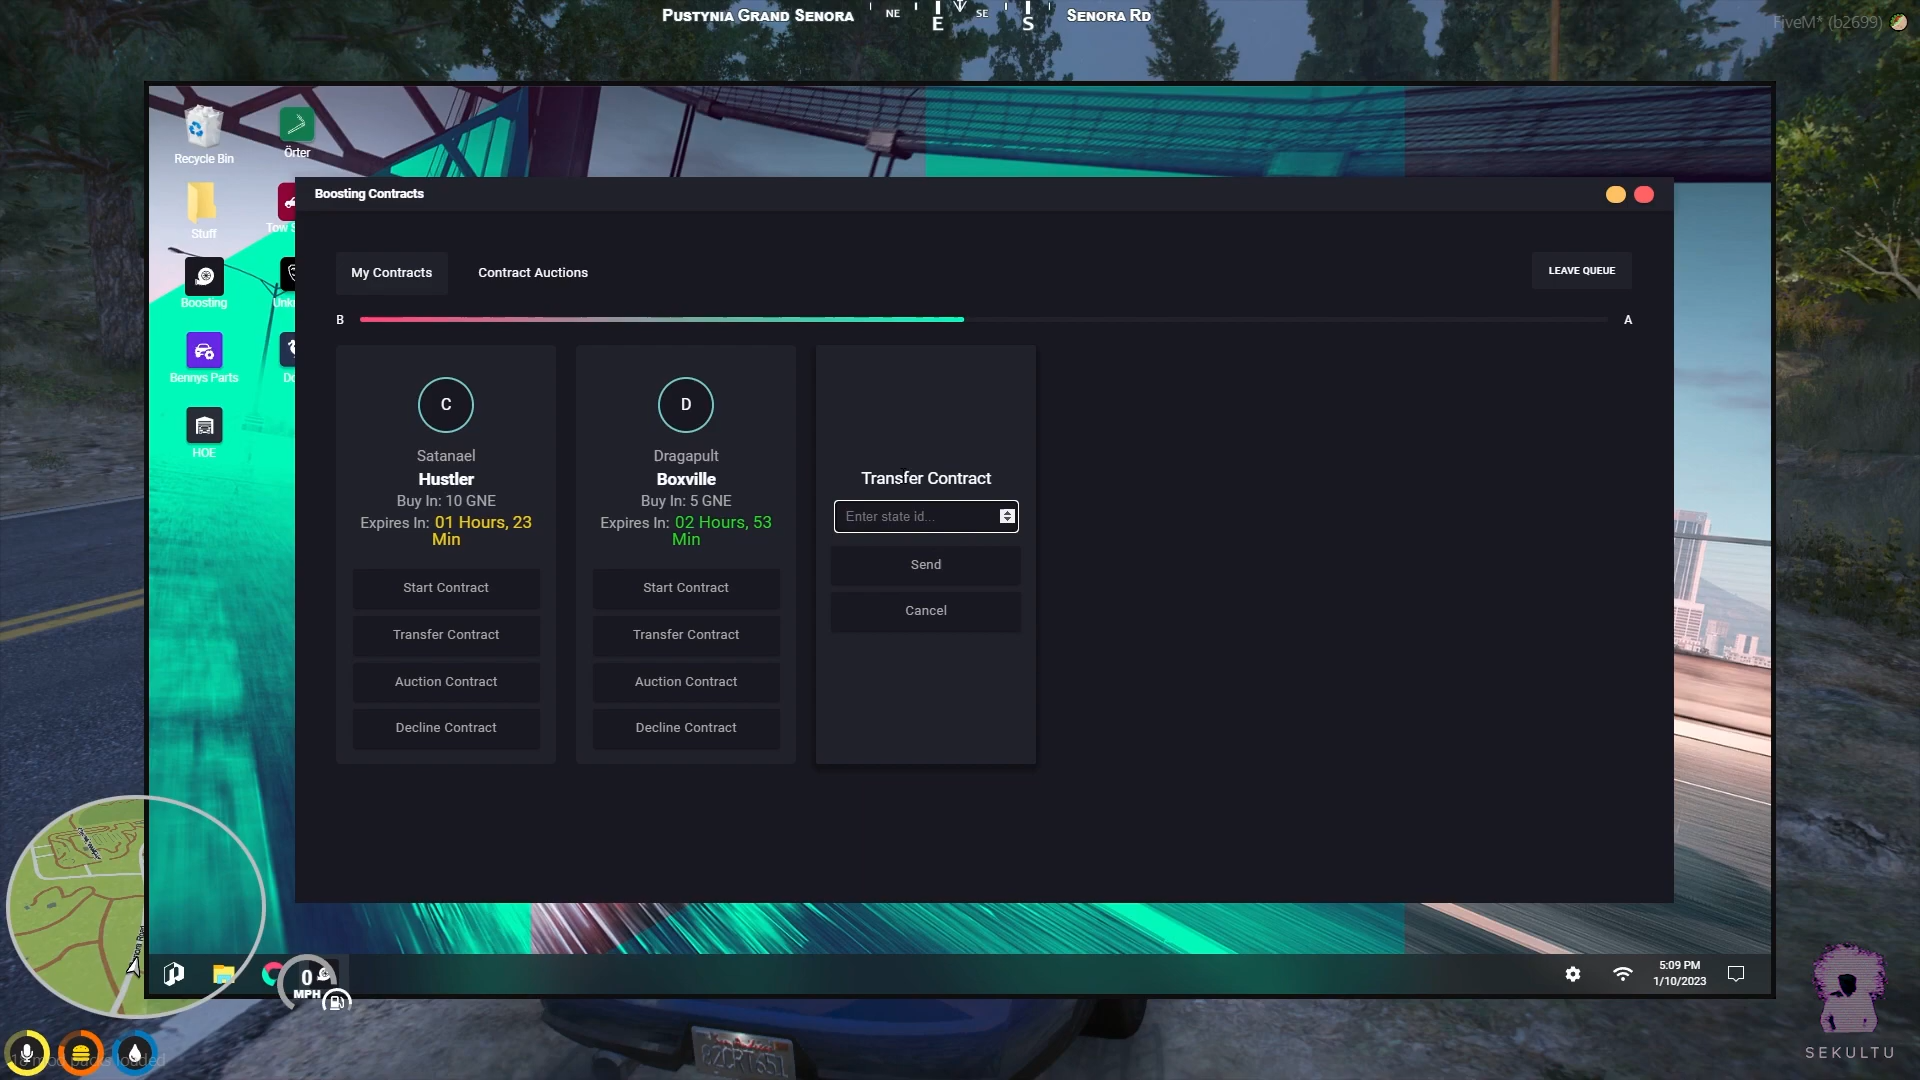 Pustynia Grand Senora
NE
E
SE
S
Senora Rd
FiveM* (b2699)
Recycle Bin
Örter
Stuff
Tow S
Boosting
Unk
Bennys Parts
HOE
Boosting Contracts
My Contracts
Contract Auctions
LEAVE QUEUE
B
A
C
Satanael
Hustler
Buy In: 10 GNE
Expires In: 01 Hours, 23
Min
Start Contract
Transfer Contract
Auction Contract
Decline Contract
D
Dragapult
Boxville
Buy In: 5 GNE
Expires In: 02 Hours, 53
Min
Start Contract
Transfer Contract
Auction Contract
Decline Contract
Transfer Contract
Enter state id...
Send
Cancel
0
MPH
5:09 PM
1/10/2023
SEKULTU